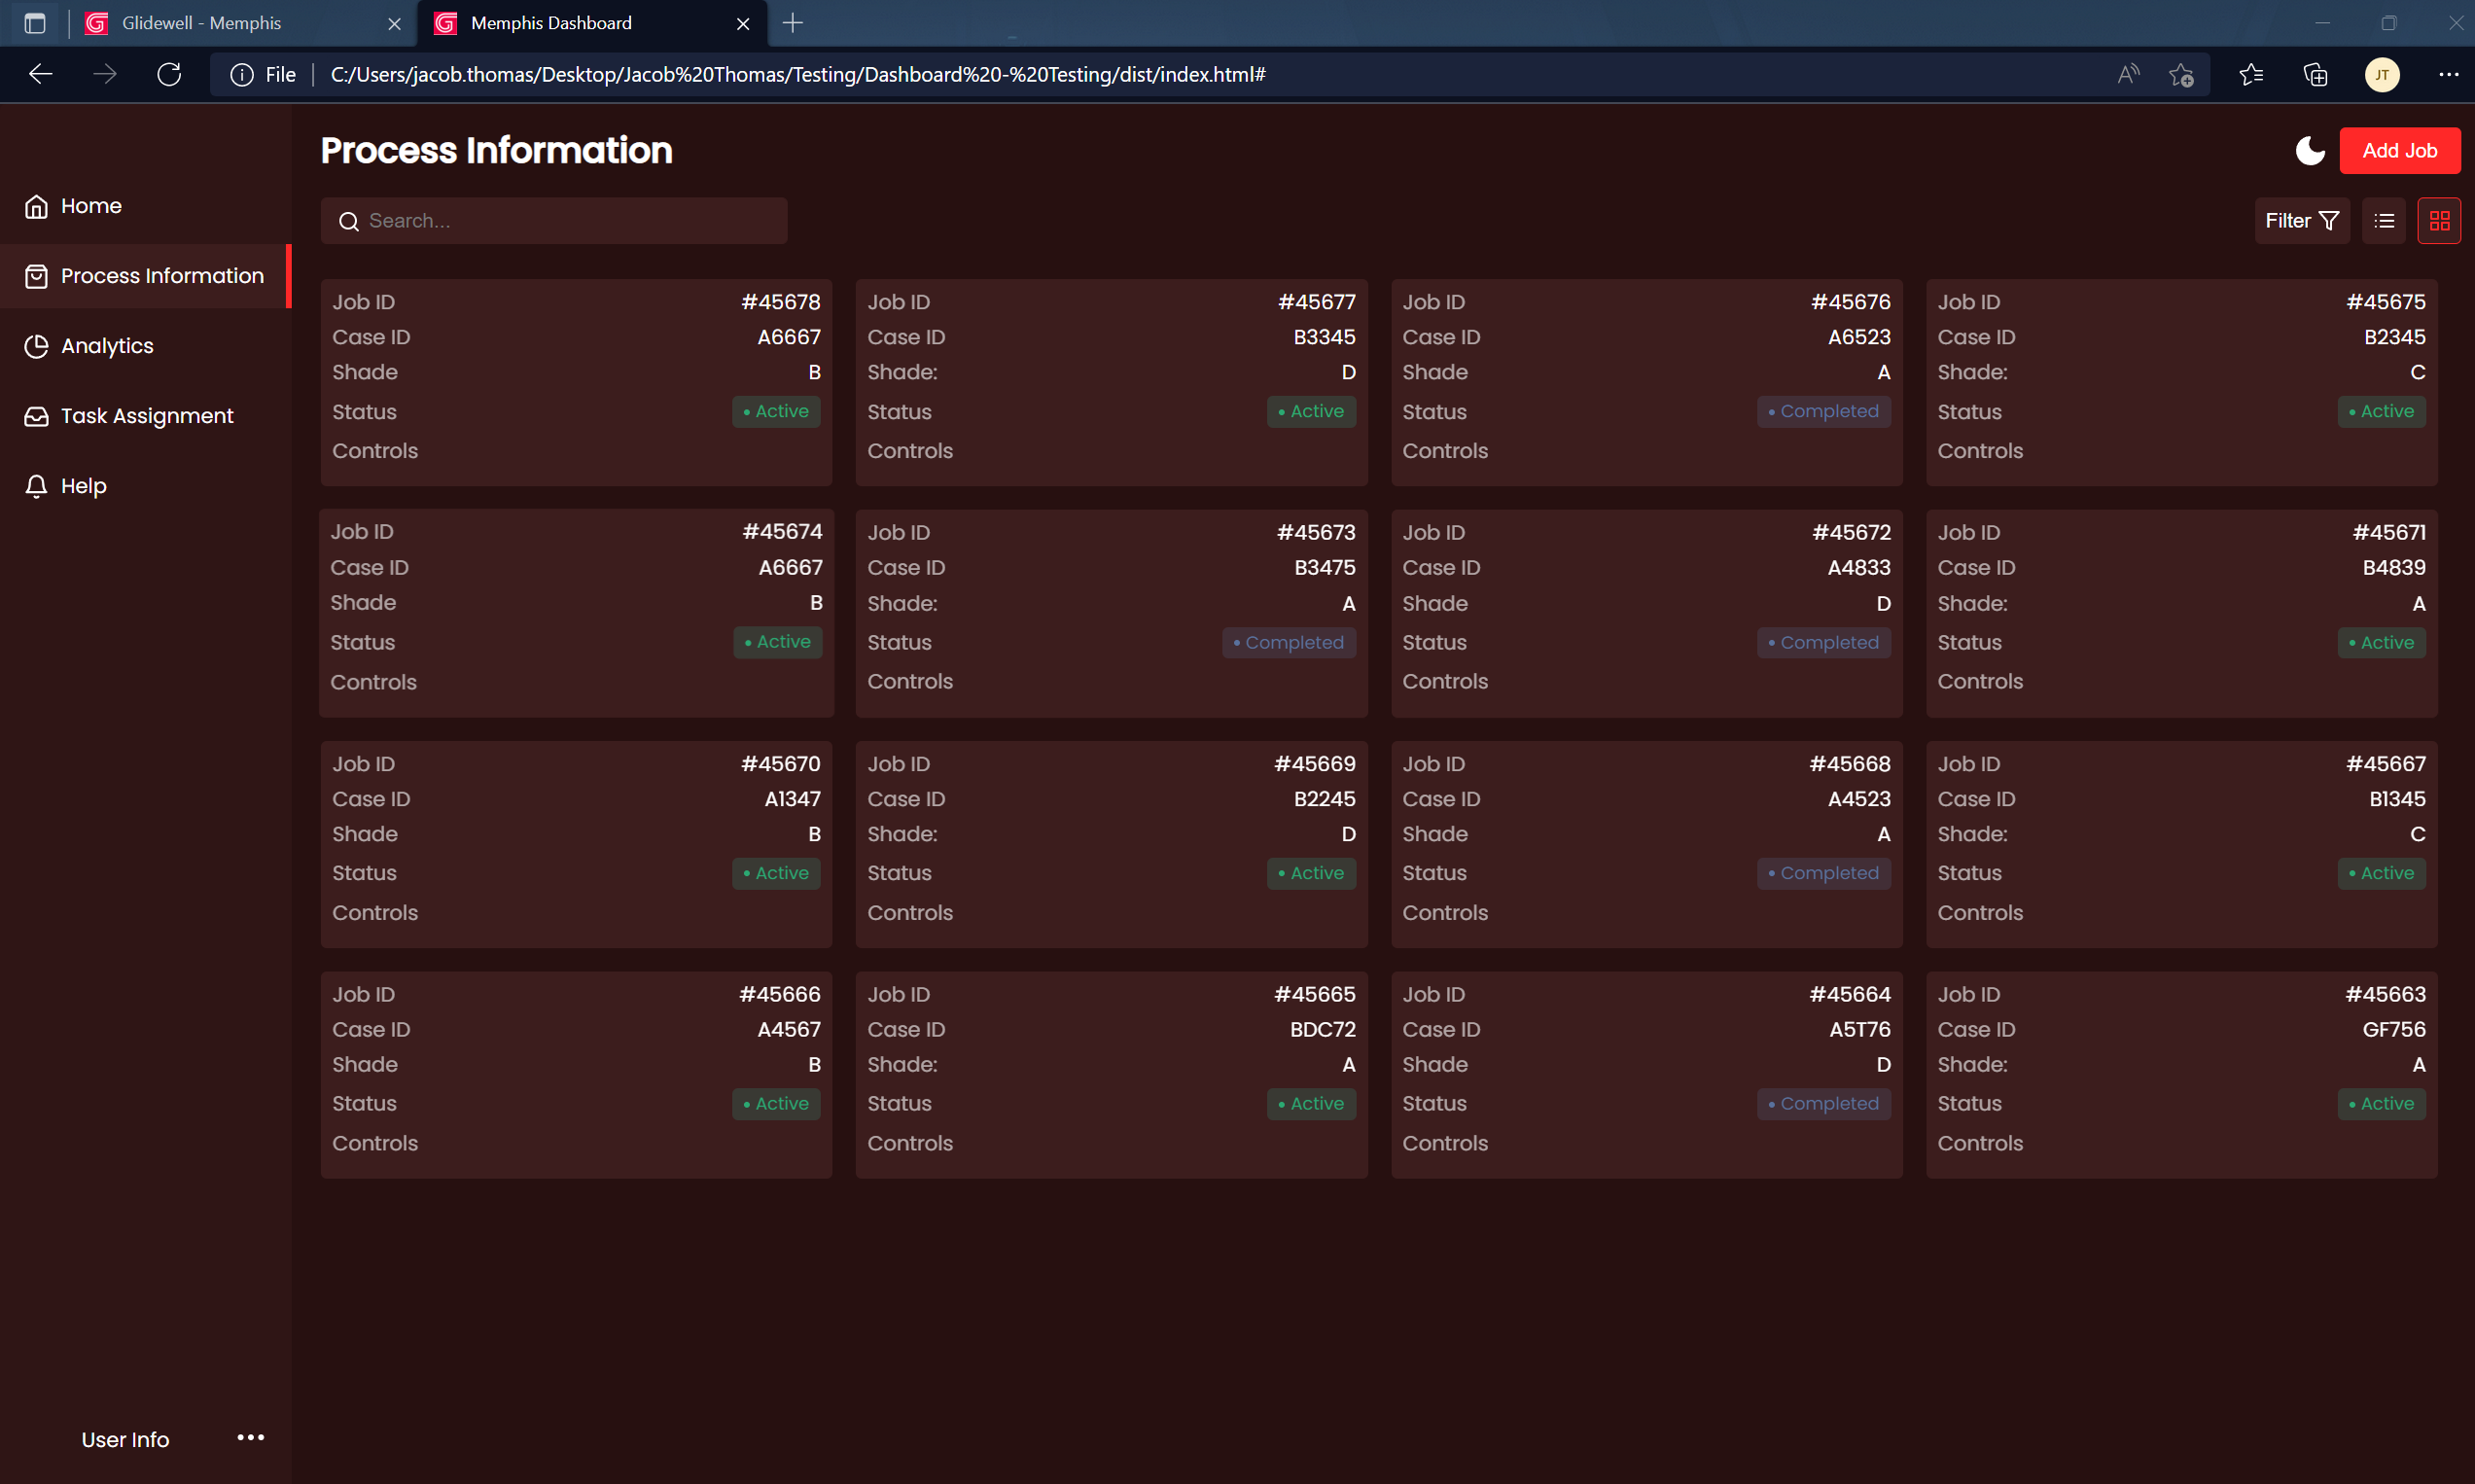 Glidewell - Memphis
Memphis Dashboard
File
C:/Users/jacob.thomas/Desktop/Jacob%20Thomas/Testing/Dashboard%20-%20Testing/dist/index.html#
JT
Home
Process Information
Analytics
Task Assignment
Help
User Info
Process Information
Add Job
Search...
Filter
Job ID #45678
Case ID A6667
Shade B
Status • Active
Controls
Job ID #45677
Case ID B3345
Shade: D
Status • Active
Controls
Job ID #45676
Case ID A6523
Shade A
Status • Completed
Controls
Job ID #45675
Case ID B2345
Shade: C
Status • Active
Controls
Job ID #45674
Case ID A6667
Shade B
Status • Active
Controls
Job ID #45673
Case ID B3475
Shade: A
Status • Completed
Controls
Job ID #45672
Case ID A4833
Shade D
Status • Completed
Controls
Job ID #45671
Case ID B4839
Shade: A
Status • Active
Controls
Job ID #45670
Case ID A1347
Shade B
Status • Active
Controls
Job ID #45669
Case ID B2245
Shade: D
Status • Active
Controls
Job ID #45668
Case ID A4523
Shade A
Status • Completed
Controls
Job ID #45667
Case ID B1345
Shade: C
Status • Active
Controls
Job ID #45666
Case ID A4567
Shade B
Status • Active
Controls
Job ID #45665
Case ID BDC72
Shade: A
Status • Active
Controls
Job ID #45664
Case ID A5T76
Shade D
Status • Completed
Controls
Job ID #45663
Case ID GF756
Shade: A
Status • Active
Controls